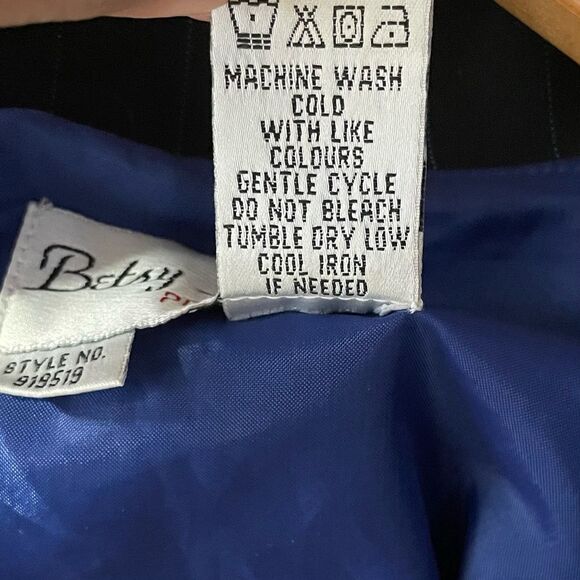 MACHINE WASH
COLD
WITH LIKE
COLOURS
GENTLE CYCLE
DO NOT BLEACH
TUMBLE DRY LOW
COOL IRON
IF NEEDED
Betsy
STYLE NO.
919519